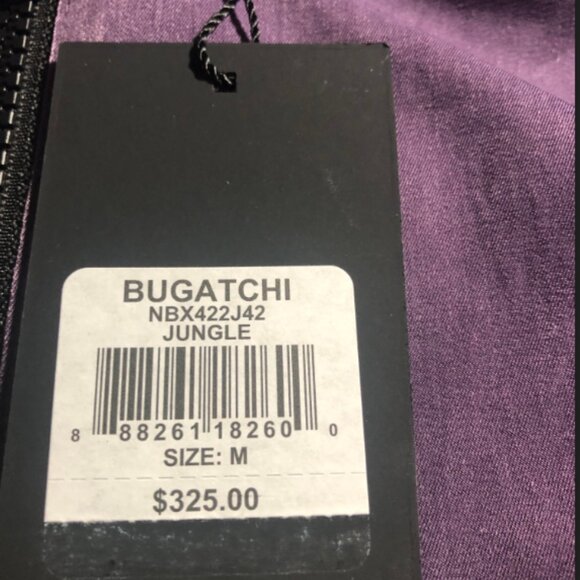 BUGATCHI
NBX422J42
JUNGLE
8 88261 18260 0
SIZE: M
$325.00